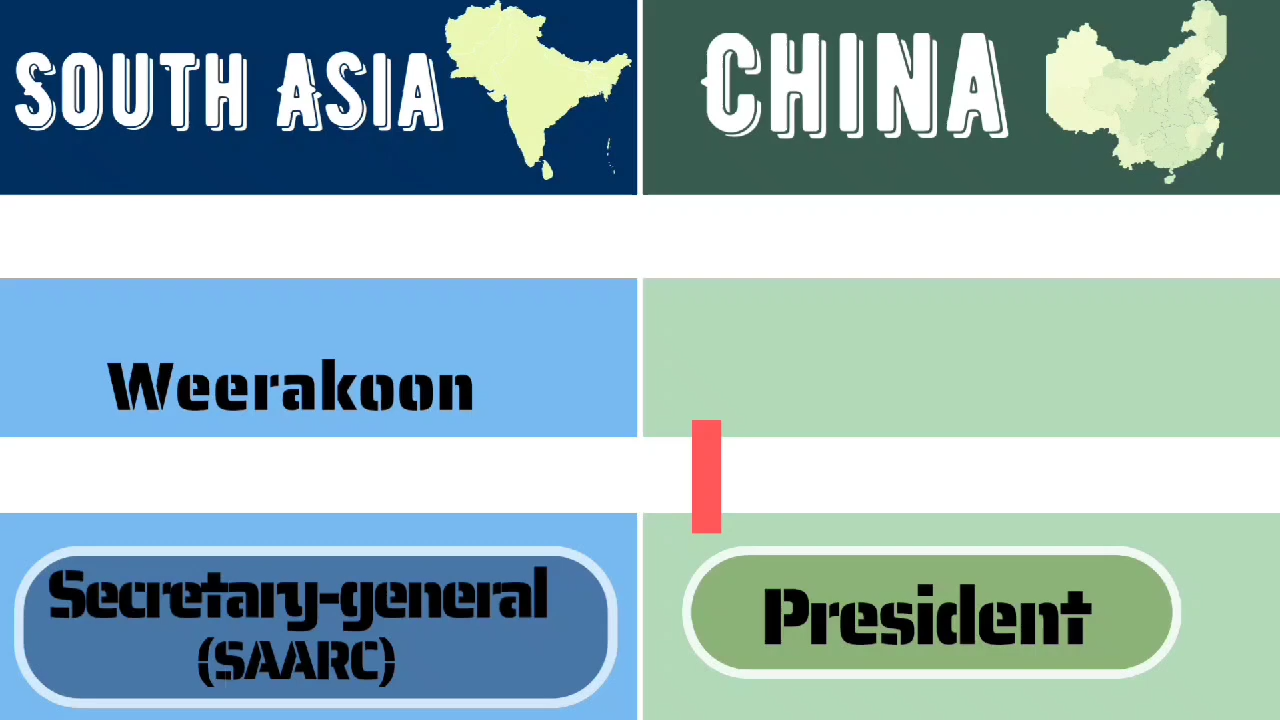 SOUTH ASIA
CHINA
Weerakoon
Secretary-general
(SAARC)
President